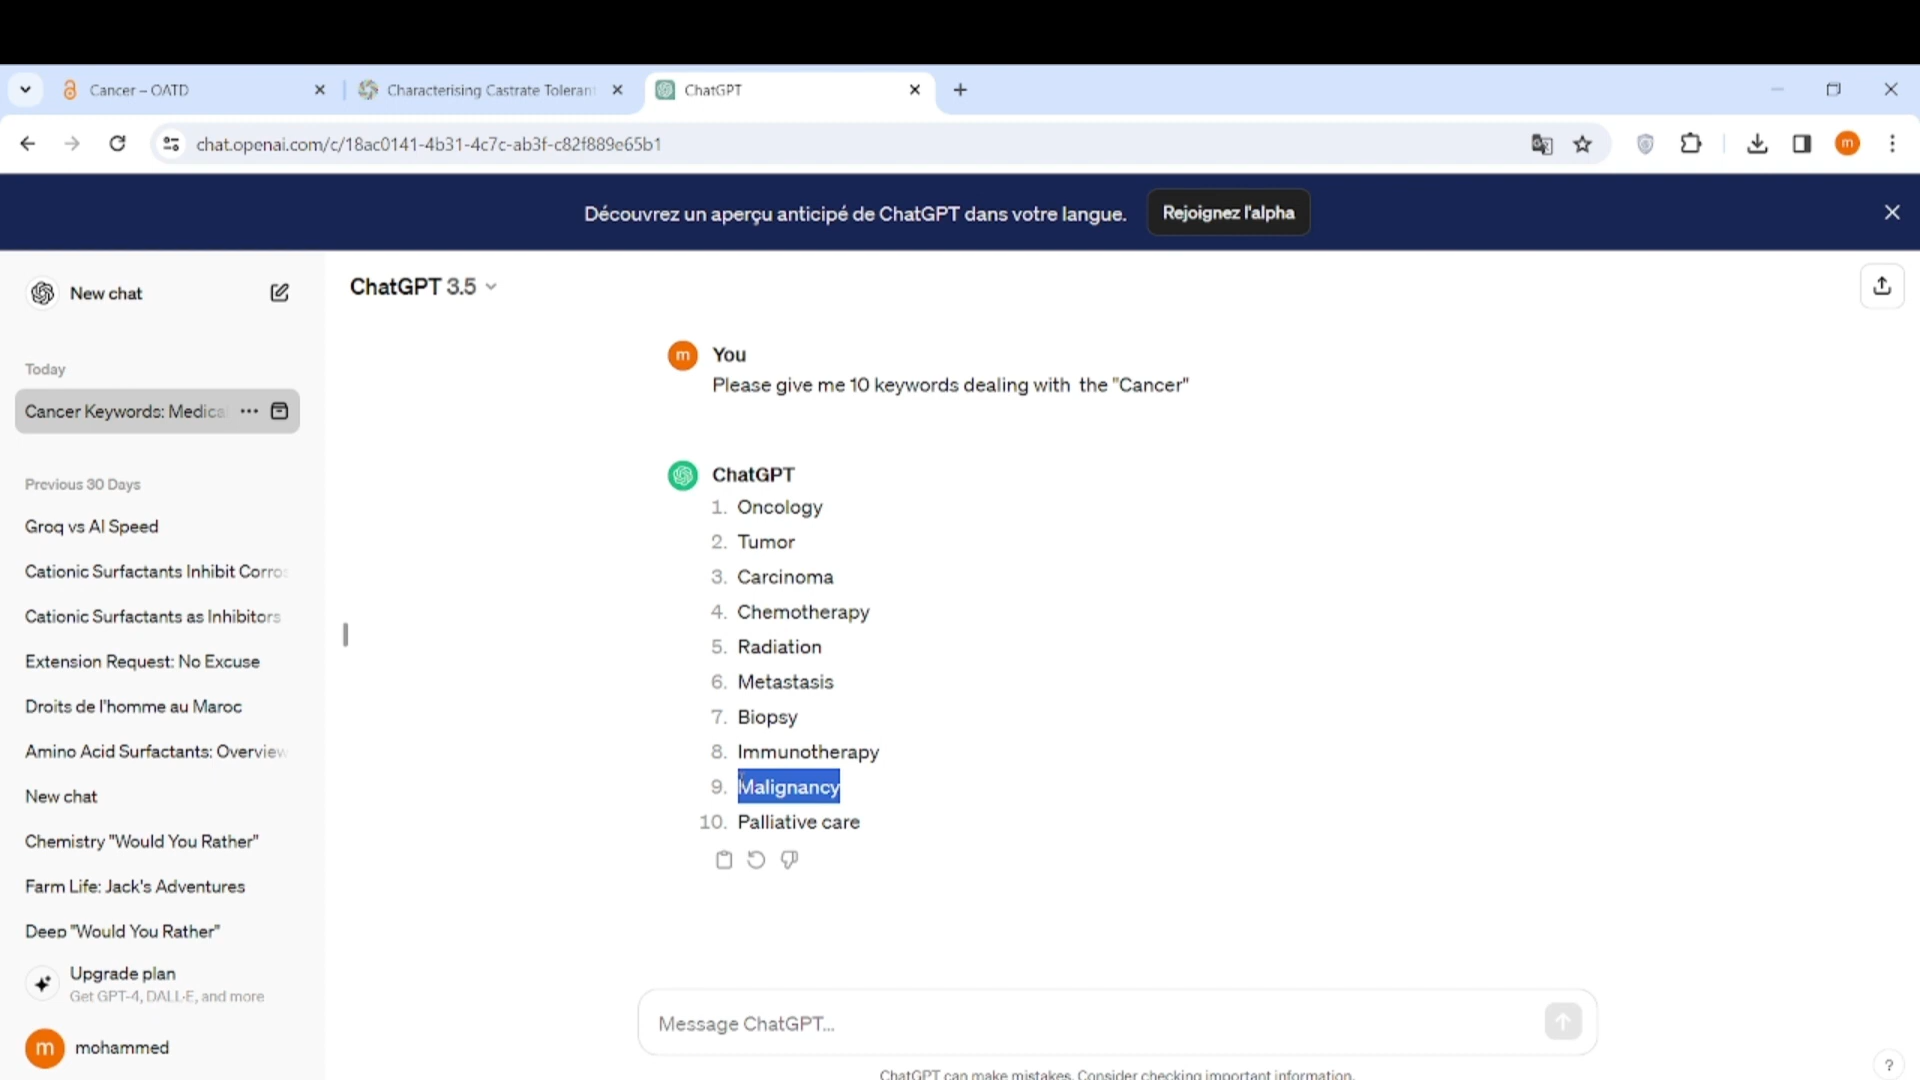 Cancer – OATD
Characterising Castrate Toleran
ChatGPT
chat.openai.com/c/18ac0141-4b31-4c7c-ab3f-c82f889e65b1
m
Découvrez un aperçu anticipé de ChatGPT dans votre langue.
Rejoignez l'alpha
New chat
ChatGPT 3.5
Today
Cancer Keywords: Medica
Previous 30 Days
Groq vs AI Speed
Cationic Surfactants Inhibit Corro
Cationic Surfactants as Inhibitors
Extension Request: No Excuse
Droits de l'homme au Maroc
Amino Acid Surfactants: Overview
New chat
Chemistry "Would You Rather"
Farm Life: Jack's Adventures
Deep "Would You Rather"
Upgrade plan
Get GPT-4, DALL·E, and more
m mohammed
m You
Please give me 10 keywords dealing with the "Cancer"
ChatGPT
1. Oncology
2. Tumor
3. Carcinoma
4. Chemotherapy
5. Radiation
6. Metastasis
7. Biopsy
8. Immunotherapy
9. Malignancy
10. Palliative care
Message ChatGPT...
ChatGPT can make mistakes. Consider checking important information.
?